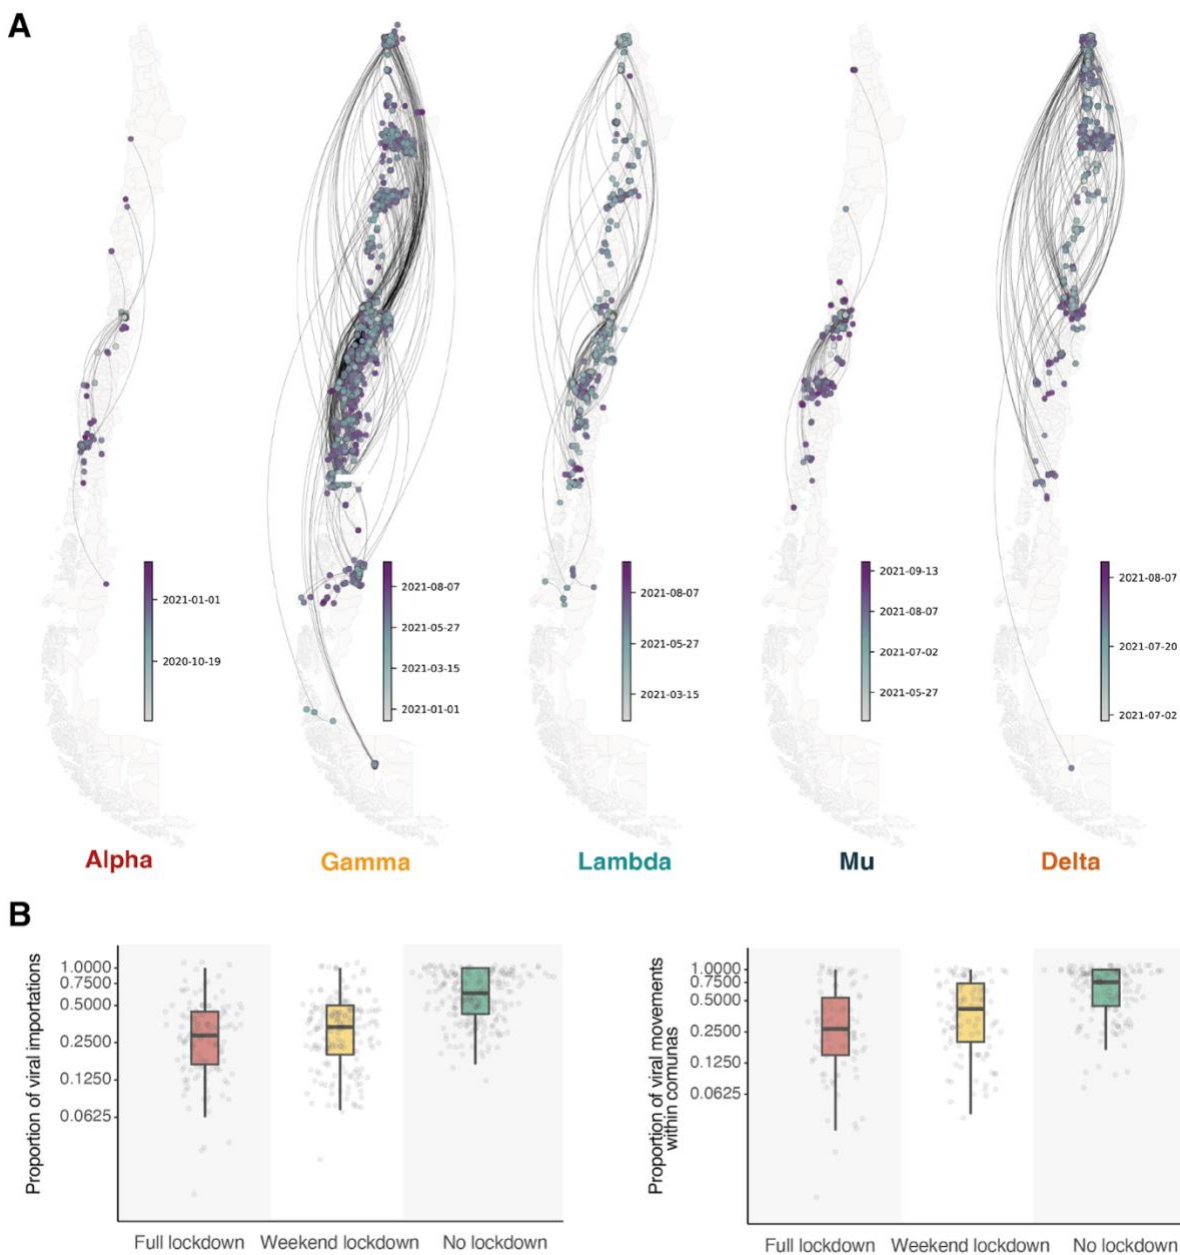 A
2021-01-01
2020-10-19
2021-08-07
2021-05-27
2021-03-15
2021-01-01
2021-08-07
2021-05-27
2021-03-15
2021-09-13
2021-08-07
2021-07-02
2021-05-27
2021-08-07
2021-07-20
2021-07-02
Alpha
Gamma
Lambda
Mu
Delta
B
Proportion of viral importations
1.0000
0.7500
0.5000
0.2500
0.1250
0.0625
Full lockdown
Weekend lockdown
No lockdown
Proportion of viral movements
within comunas
1.0000
0.7500
0.5000
0.2500
0.1250
0.0625
Full lockdown
Weekend lockdown
No lockdown